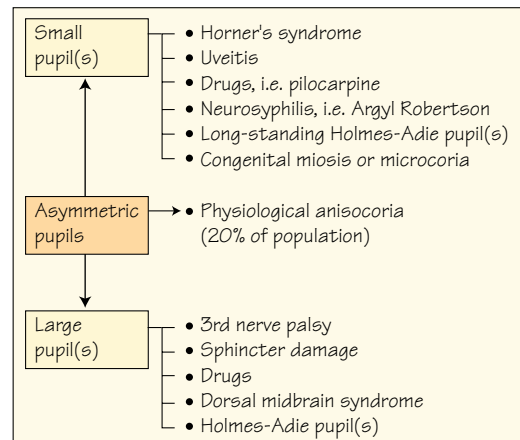 Small
pupil(s)
• Horner's syndrome
• Uveitis
• Drugs, i.e. pilocarpine
• Neurosyphilis, i.e. Argyl Robertson
• Long-standing Holmes-Adie pupil(s)
• Congenital miosis or microcoria
Asymmetric
pupils
• Physiological anisocoria
(20% of population)
Large
pupil(s)
• 3rd nerve palsy
• Sphincter damage
• Drugs
• Dorsal midbrain syndrome
• Holmes-Adie pupil(s)